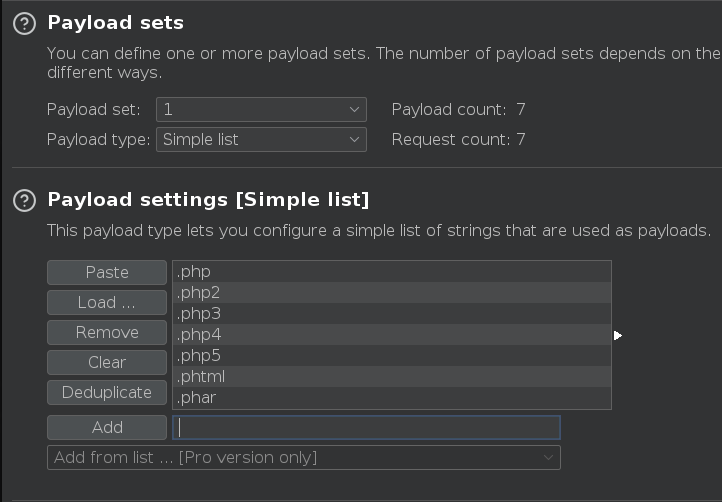 Payload sets
You can define one or more payload sets. The number of payload sets depends on the
different ways.
Payload set: 1 Payload count: 7
Payload type: Simple list Request count: 7
Payload settings [Simple list]
This payload type lets you configure a simple list of strings that are used as payloads.
Paste
Load ...
Remove
Clear
Deduplicate
.php
.php2
.php3
.php4
.php5
.phtml
.phar
Add
Add from list ... [Pro version only]